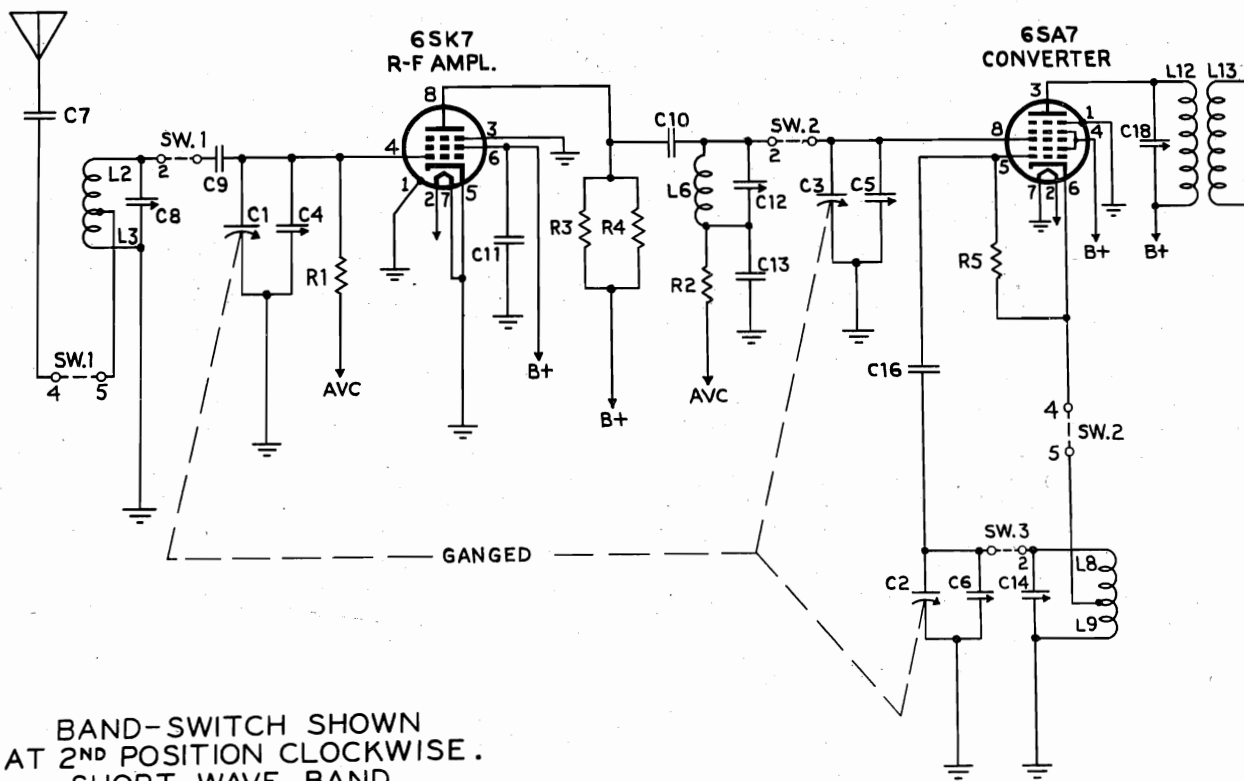 6SK7
R-F AMPL.
6SA7
CONVERTER
C7
SW.1
2
C9
L2
C8
L3
C1
C4
R1
AVC
SW.1
4
5
8
4
3
6
1
2
7
5
C11
B+
R3
R4
B+
C10
L6
C12
C13
R2
AVC
SW.2
2
C3
C5
3
8
5
1
4
7
2
6
B+
R5
C18
B+
L12
L13
C16
4
SW.2
5
GANGED
SW.3
2
C2
C6
C14
L8
L9
BAND-SWITCH SHOWN
AT 2ND POSITION CLOCKWISE.
SHORT WAVE BAND